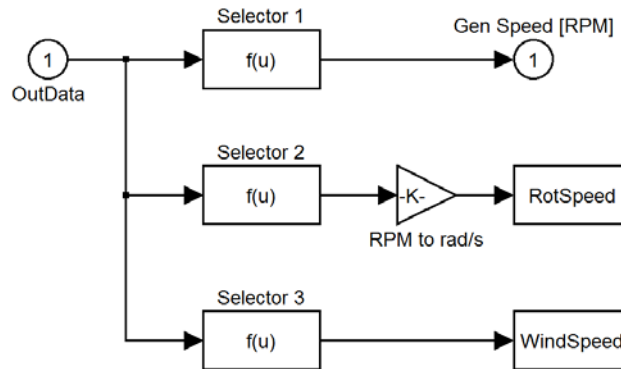 Selector 1
Gen Speed [RPM]
1
f(u)
1
OutData
Selector 2
f(u)
-K-
RotSpeed
RPM to rad/s
Selector 3
f(u)
WindSpeed